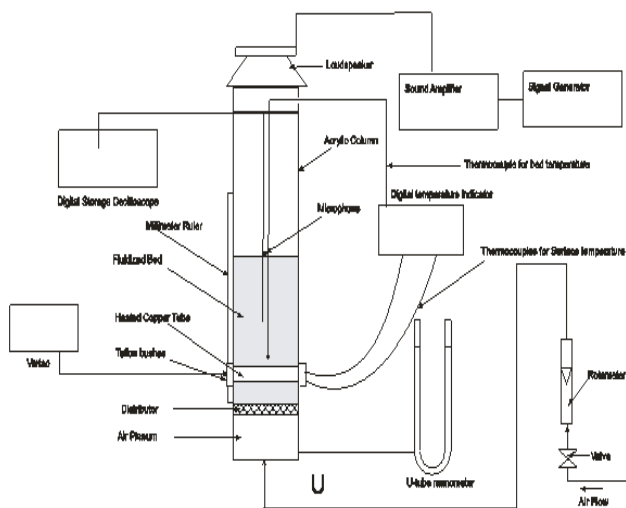 Loudspeaker
Sound Amplifier
Signal Generator
Acrylic Column
Thermocouple for bed temperature
Digital Storage Oscilloscope
Microphone
Digital temperature Indicator
Millimeter Ruler
Fluidized Bed
Thermocouples for Surface temperature
Heated Copper Tube
Variac
Teflon bushes
Rotameter
Distributor
Air Plenum
U
U-tube manometer
Valve
Air Flow